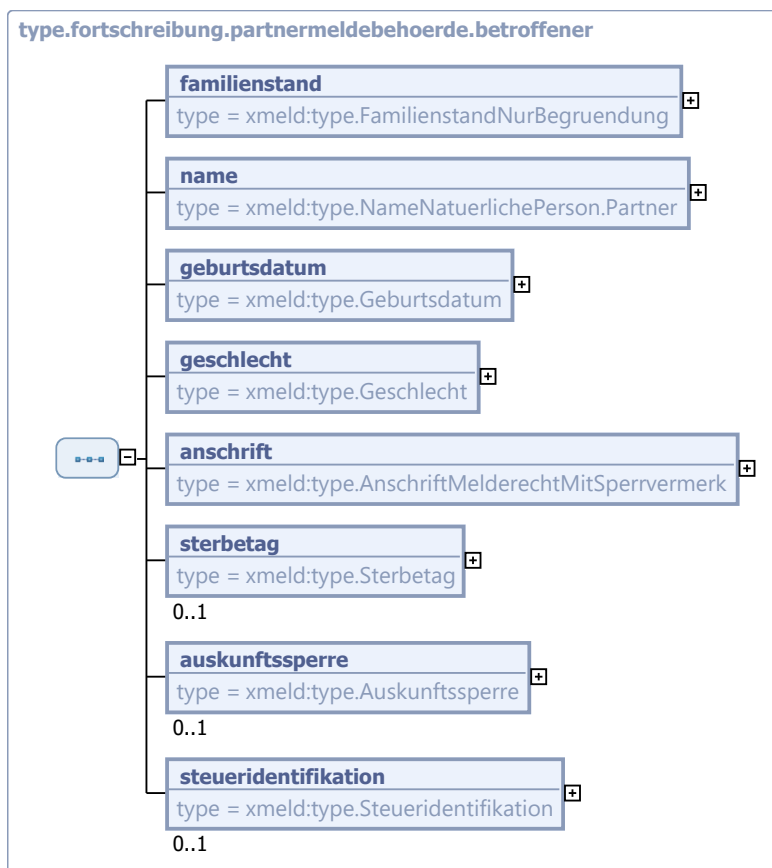 type.fortschreibung.partnermeldebehoerde.betroffener
familienstand
type = xmeld:type.FamilienstandNurBegruendung
name
type = xmeld:type.NameNatuerlichePerson.Partner
geburtsdatum
type = xmeld:type.Geburtsdatum
geschlecht
type = xmeld:type.Geschlecht
anschrift
type = xmeld:type.AnschriftMelderechtMitSperrvermerk
sterbetag
type = xmeld:type.Sterbetag
0..1
auskunftssperre
type = xmeld:type.Auskunftssperre
0..1
steueridentifikation
type = xmeld:type.Steueridentifikation
0..1